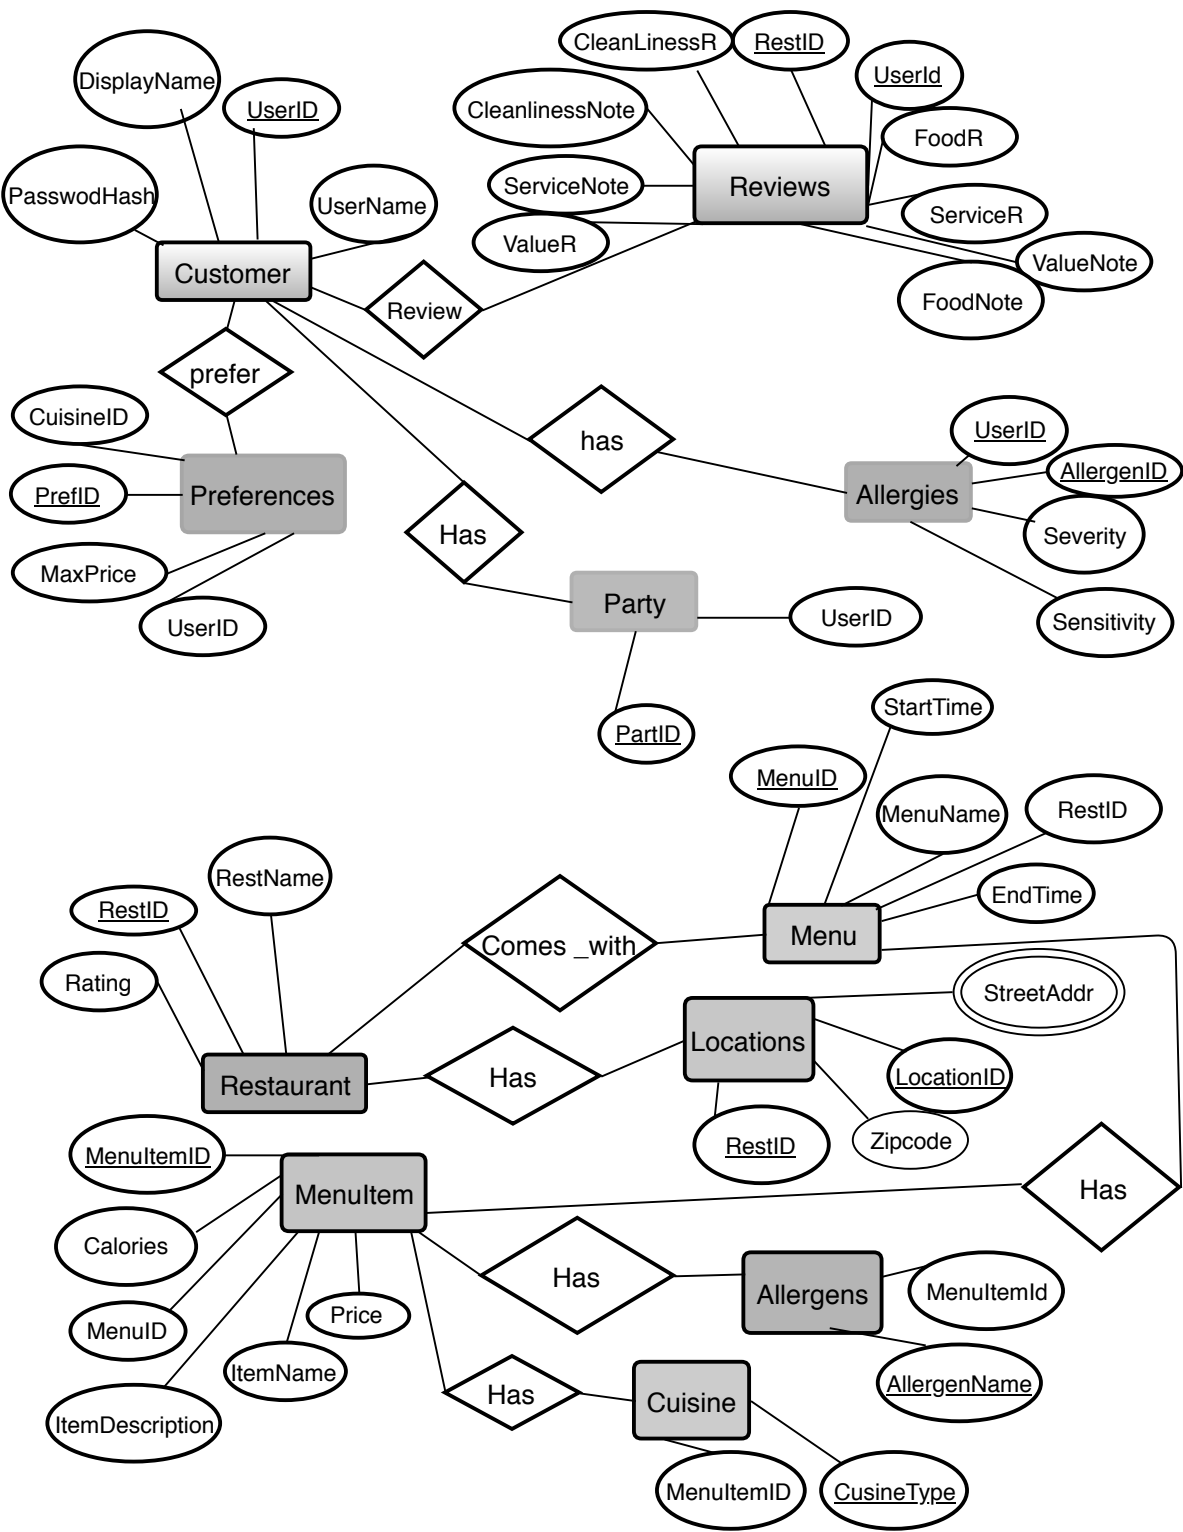 CleanLinessR
RestID
DisplayName
UserID
UserId
CleanlinessNote
FoodR
PasswodHash
ServiceNote
Reviews
UserName
ServiceR
ValueR
ValueNote
Customer
FoodNote
Review
prefer
CuisineID
has
UserID
AllergenID
PrefID
Preferences
Allergies
Has
Severity
MaxPrice
Party
UserID
Sensitivity
UserID
PartID
StartTime
MenuID
MenuName
RestID
RestName
EndTime
RestID
Comes _with
Menu
Rating
StreetAddr
Locations
Restaurant
Has
LocationID
RestID
Zipcode
MenuItemID
MenuItem
Has
Calories
Has
Allergens
MenuItemId
Price
MenuID
ItemName
AllergenName
Has
Cuisine
ItemDescription
MenuItemID
CusineType